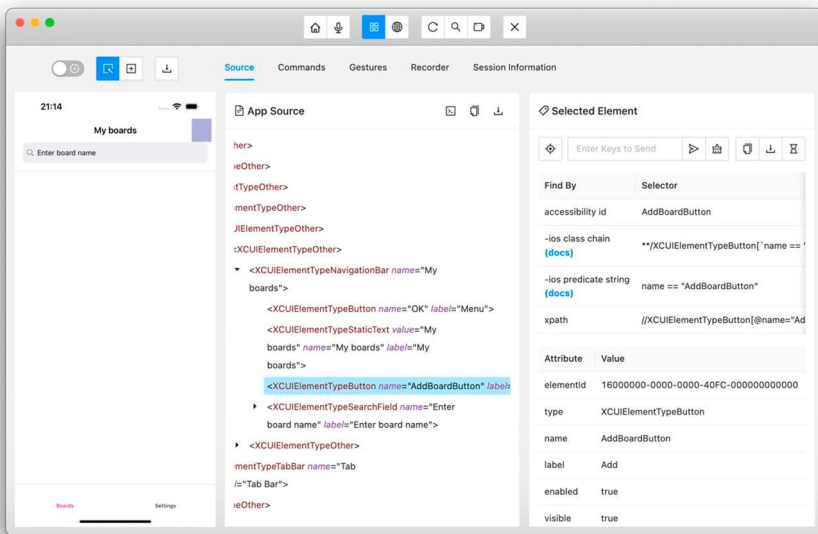 Source Commands Gestures Recorder Session Information
21:14
My boards
Enter board name
Boards Settings
App Source
her>
eOther>
tTypeOther>
mentTypeOther>
UIElementTypeOther>
<XCUIElementTypeOther>
<XCUIElementTypeNavigationBar name="My
boards">
<XCUIElementTypeButton name="OK" label="Menu">
<XCUIElementTypeStaticText value="My
boards" name="My boards" label="My
boards">
<XCUIElementTypeButton name="AddBoardButton" label=
<XCUIElementTypeSearchField name="Enter
board name" label="Enter board name">
<XCUIElementTypeOther>
mentTypeTabBar name="Tab
l="Tab Bar">
eOther>
Selected Element
Enter Keys to Send
Find By Selector
accessibility id AddBoardButton
-ios class chain
(docs)
**/XCUIElementTypeButton[`name == "
-ios predicate string
(docs)
name == "AddBoardButton"
xpath //XCUIElementTypeButton[@name="Ad
Attribute Value
elementId 16000000-0000-0000-40FC-000000000000
type XCUIElementTypeButton
name AddBoardButton
label Add
enabled true
visible true